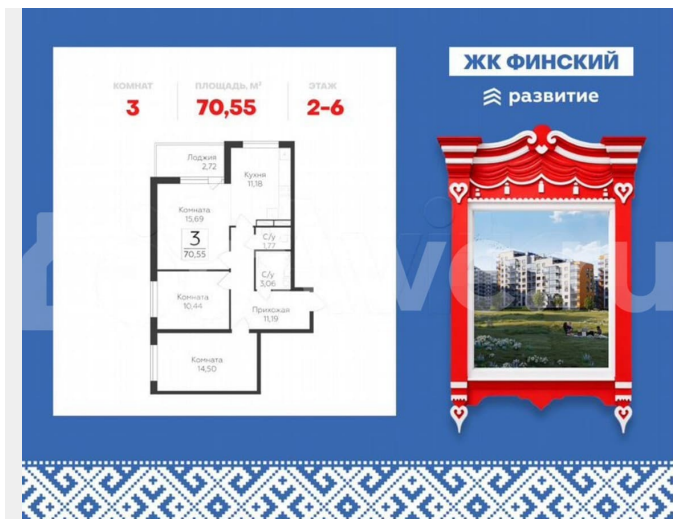 ЖК ФИНСКИЙ
развитие
КОМНАТ
3
ПЛОЩАДЬ, М²
70,55
ЭТАЖ
2-6
Лоджия
2,72
Кухня
11,18
Комната
15,69
3
70,55
С/у
1,77
С/у
3,06
Комната
10,44
Прихожая
11,19
Комната
14,50